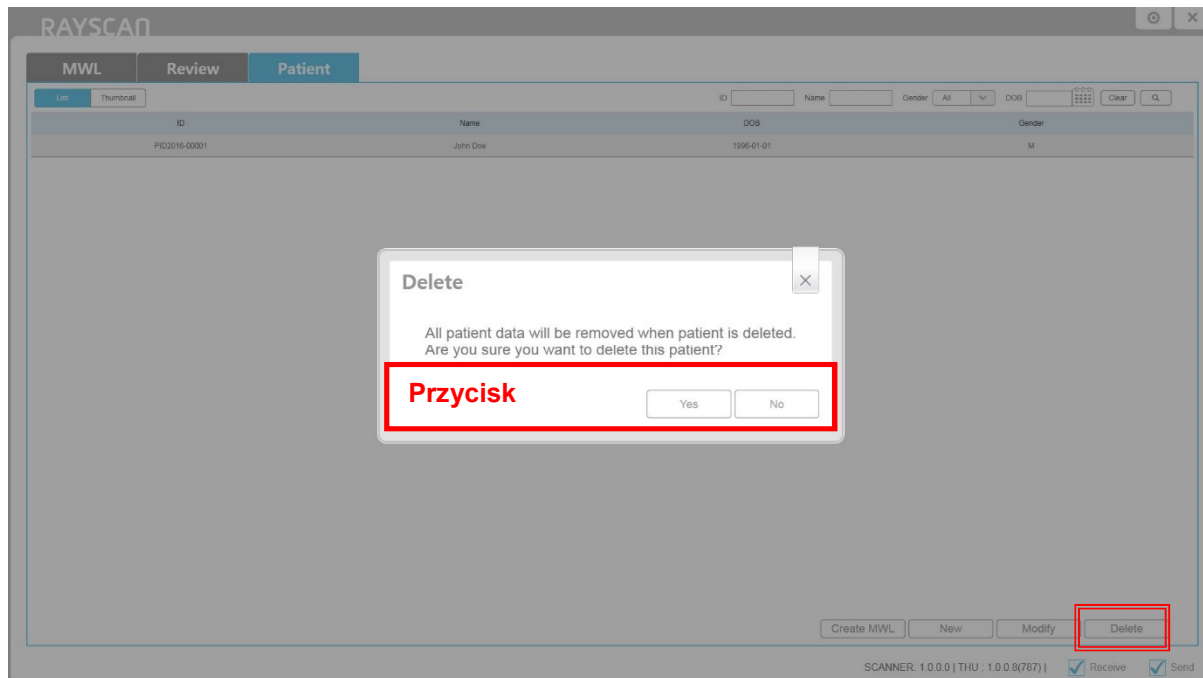 RAYSCAN
MWL Review Patient
List Thumbnail ID Name Gender All DOB Clear
ID Name DOB Gender
PID2016-00001 John Doe 1996-01-01 M
Delete
All patient data will be removed when patient is deleted.
Are you sure you want to delete this patient?
Przycisk Yes No
Create MWL New Modify Delete
SCANNER: 1.0.0.0 | THU : 1.0.0.8(787) | Receive Send